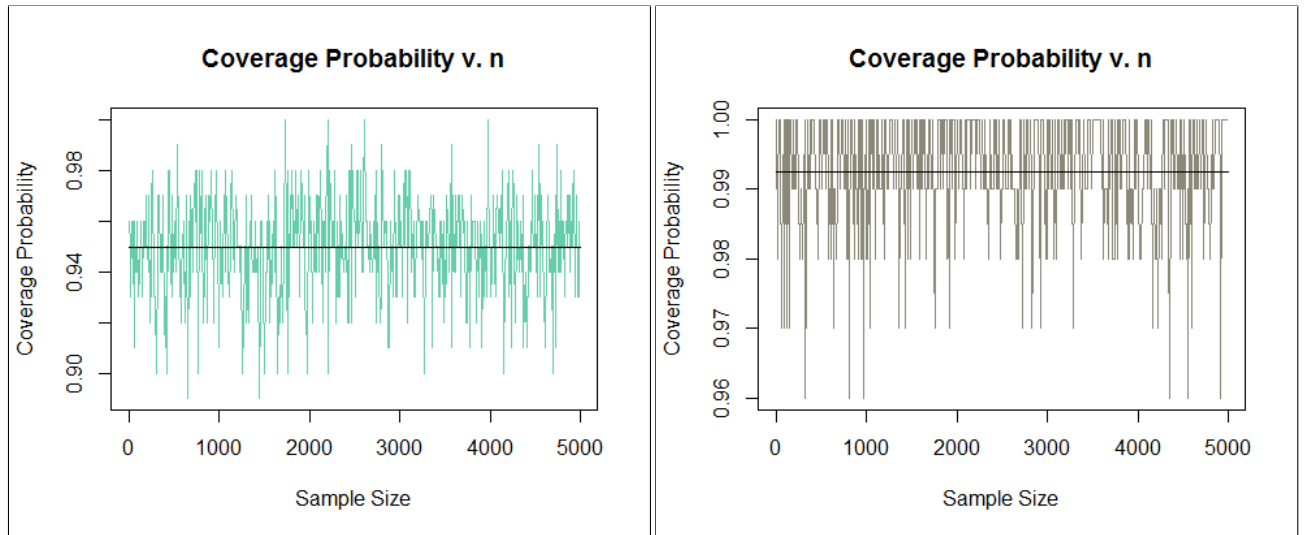 Coverage Probability v. n
Coverage Probability
0.98
0.94
0.90
0 1000 2000 3000 4000 5000
Sample Size
Coverage Probability v. n
Coverage Probability
1.00
0.99
0.98
0.97
0.96
0 1000 2000 3000 4000 5000
Sample Size